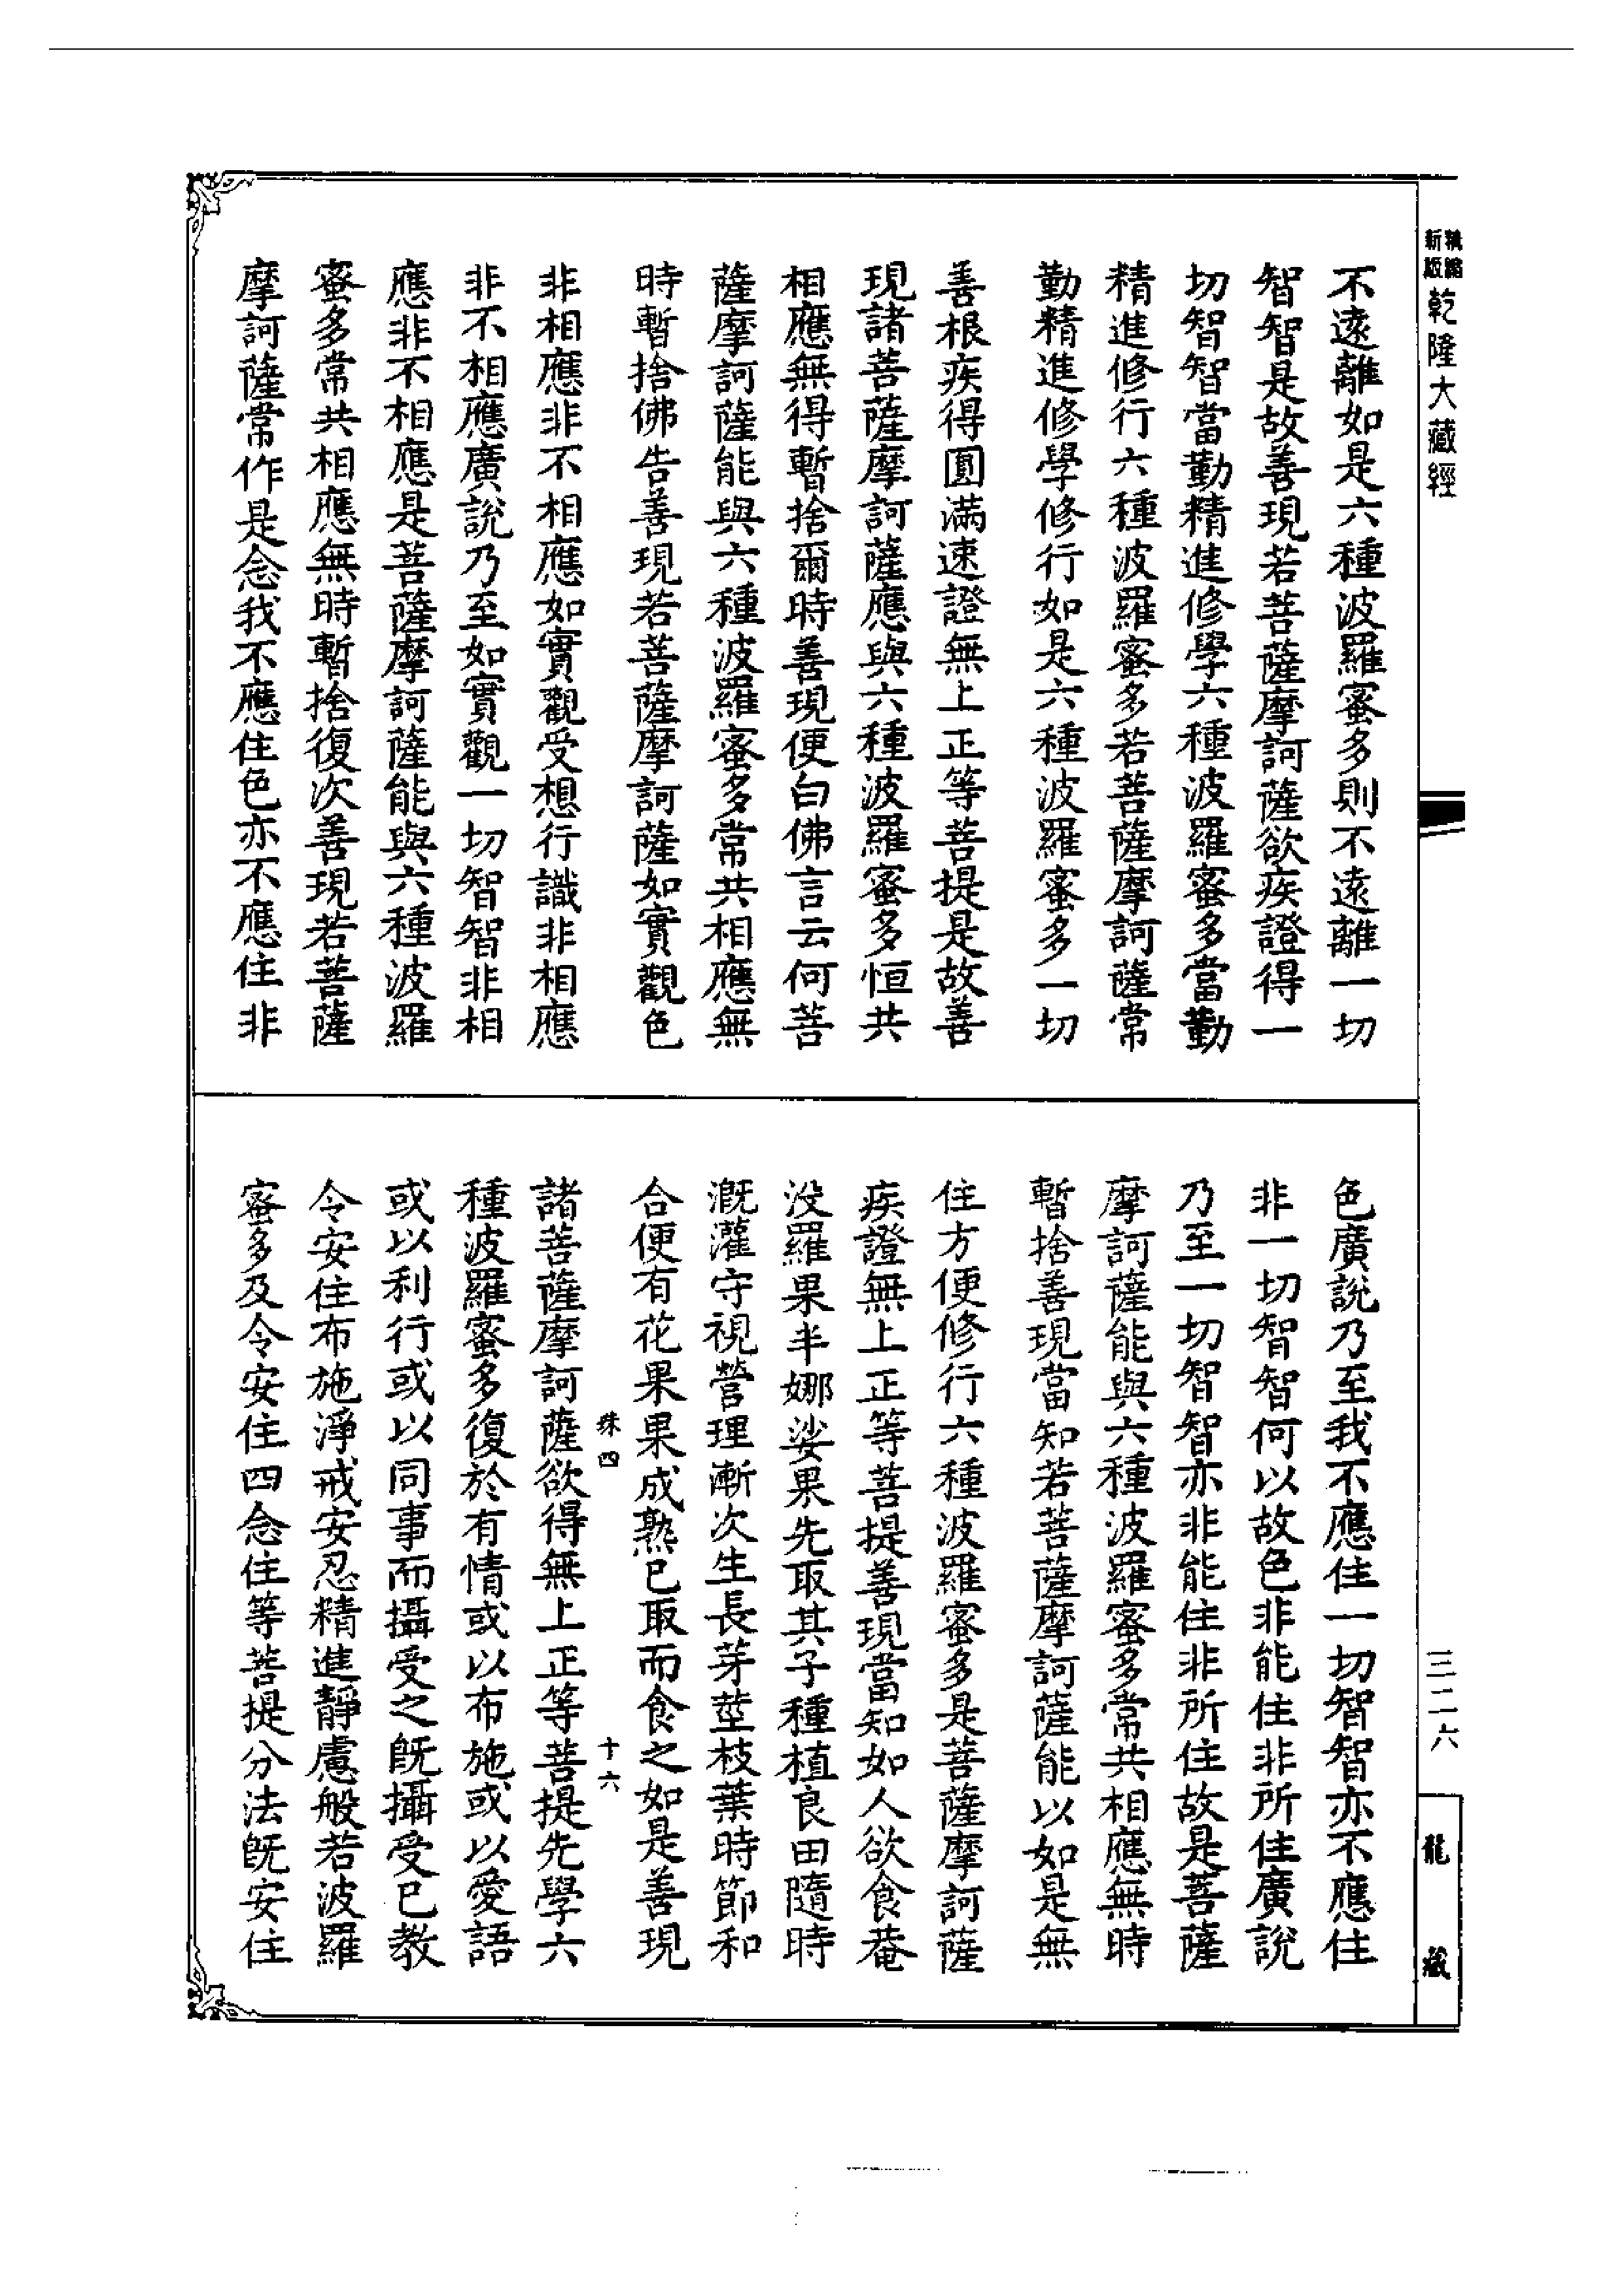 精縮新版乾隆大藏經
三二六
龍藏
不遠離如是六種波羅蜜多則不遠離一切
智智是故善現若菩薩摩訶薩欲疾證得一
切智智當勤精進修學六種波羅蜜多當勤
精進修行六種波羅蜜多若菩薩摩訶薩常
勤精進修學修行如是六種波羅蜜多一切
善根疾得圓滿速證無上正等菩提是故善
現諸菩薩摩訶薩應與六種波羅蜜多恒共
相應無得暫捨爾時善現便白佛言云何菩
薩摩訶薩能與六種波羅蜜多常共相應無
時暫捨佛告善現若菩薩摩訶薩如實觀色
非相應非不相應如實觀受想行識非相應
非不相應廣說乃至如實觀一切智智非相
應非不相應是菩薩摩訶薩能與六種波羅
蜜多常共相應無時暫捨復次善現若菩薩
摩訶薩常作是念我不應住色亦不應住非
色廣說乃至我不應住一切智智亦不應住
非一切智智何以故色非能住非所住廣說
乃至一切智智亦非能住非所住故是菩薩
摩訶薩能與六種波羅蜜多常共相應無時
暫捨善現當知若菩薩摩訶薩能以如是無
住方便修行六種波羅蜜多是菩薩摩訶薩
疾證無上正等菩提善現當知如人欲食菴
没羅果半娜娑果先取其子種植良田隨時
溉灌守視營理漸次生長芽莖枝葉時節和
合便有花果果成熟已取而食之如是善現
殊四 十六
諸菩薩摩訶薩欲得無上正等菩提先學六
種波羅蜜多復於有情或以布施或以愛語
或以利行或以同事而攝受之既攝受已教
令安住布施淨戒安忍精進靜慮般若波羅
蜜多及令安住四念住等菩提分法既安住